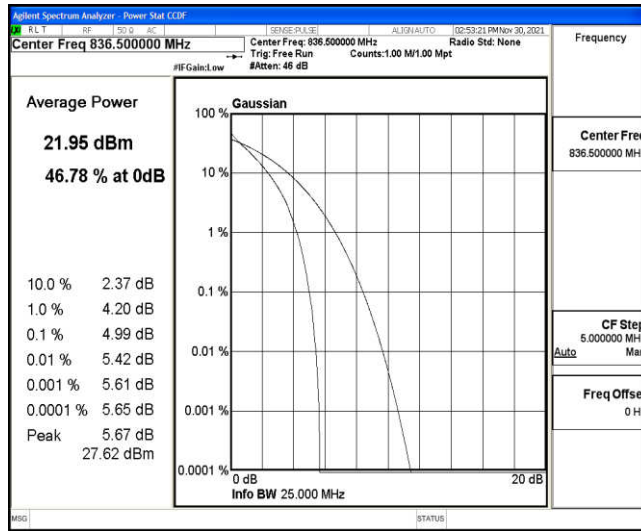 Agilent Spectrum Analyzer - Power Stat CCDF
LXI RLT RF 50 Ω AC SENSE:PULSE ALIGNAUTO 02:53:21 PM Nov 30, 2021
Center Freq 836.500000 MHz Center Freq: 836.500000 MHz Radio Std: None
Trig: Free Run Counts:1.00 M/1.00 Mpt
#IFGain:Low #Atten: 46 dB
Frequency
Average Power
21.95 dBm
46.78 % at 0dB
10.0 % 2.37 dB
1.0 % 4.20 dB
0.1 % 4.99 dB
0.01 % 5.42 dB
0.001 % 5.61 dB
0.0001 % 5.65 dB
Peak 5.67 dB
27.62 dBm
Gaussian
100 %
10 %
1 %
0.1 %
0.01 %
0.001 %
0.0001 %
0 dB 20 dB
Info BW 25.000 MHz
Center Fre
836.500000 MH
CF Step
5.000000 MH
Auto Ma
Freq Offse
0 H
MSG STATUS